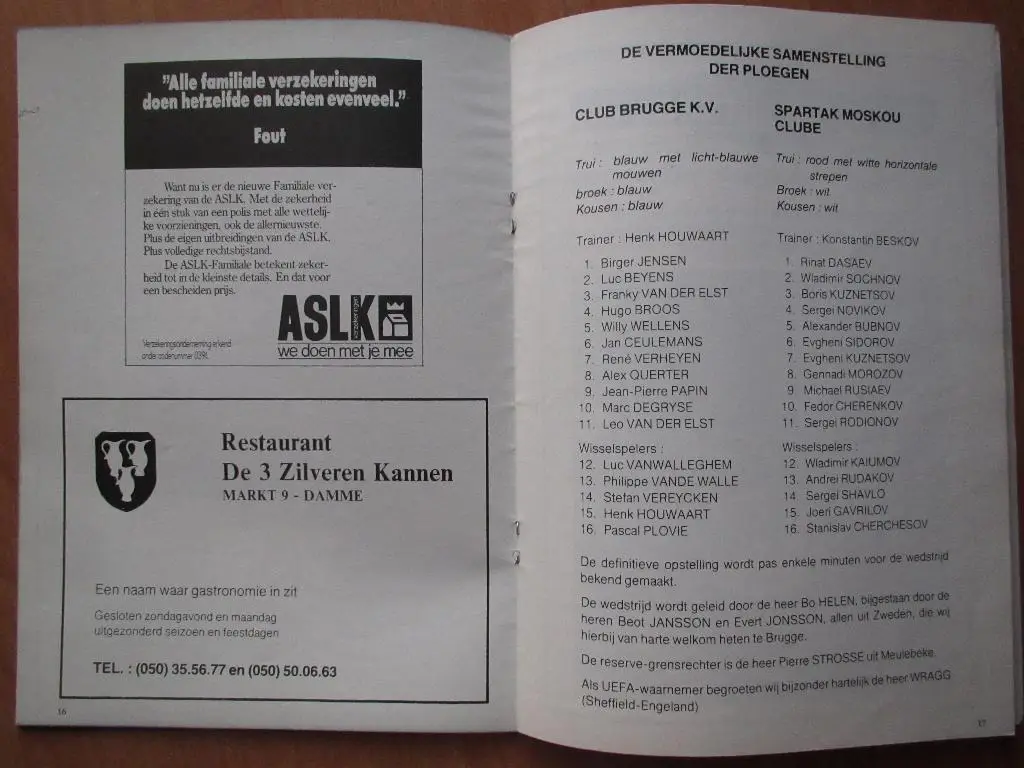 "Alle familiale verzekeringen
doen hetzelfde en kosten evenveel."
Fout
Want nu is er de nieuwe Familiale ver-
zekering van de ASLK. Met de zekerheid
in één stuk van een polis met alle wettelij-
ke voorzieningen, ook de allernieuwste.
Plus de eigen uitbreidingen van de ASLK.
Plus volledige rechtsbijstand.
De ASLK-Familiale betekent zeker-
heid tot in de kleinste details. En dat voor
een bescheiden prijs.
ASLK
verzekeringen
we doen met je mee
Verzekeringsonderneming erkend
onder codenummer 0391.
Restaurant
De 3 Zilveren Kannen
MARKT 9 - DAMME
Een naam waar gastronomie in zit
Gesloten zondagavond en maandag
uitgezonderd seizoen en feestdagen
TEL. : (050) 35.56.77 en (050) 50.06.63
16
DE VERMOEDELIJKE SAMENSTELLING
DER PLOEGEN
CLUB BRUGGE K.V.
Trui : blauw met licht-blauwe
mouwen
broek : blauw
Kousen : blauw
Trainer : Henk HOUWAART
1. Birger JENSEN
2. Luc BEYENS
3. Franky VAN DER ELST
4. Hugo BROOS
5. Willy WELLENS
6. Jan CEULEMANS
7. René VERHEYEN
8. Alex QUERTER
9. Jean-Pierre PAPIN
10. Marc DEGRYSE
11. Leo VAN DER ELST
Wisselspelers :
12. Luc VANWALLEGHEM
13. Philippe VANDE WALLE
14. Stefan VEREYCKEN
15. Henk HOUWAART
16. Pascal PLOVIE
SPARTAK MOSKOU
CLUBE
Trui : rood met witte horizontale
strepen
Broek : wit
Kousen : wit
Trainer : Konstantin BESKOV
1. Rinat DASAEV
2. Wladimir SOCHNOV
3. Boris KUZNETSOV
4. Sergei NOVIKOV
5. Alexander BUBNOV
6. Evgheni SIDOROV
7. Evgheni KUZNETSOV
8. Gennadi MOROZOV
9. Michael RUSIAEV
10. Fedor CHERENKOV
11. Sergei RODIONOV
Wisselspelers :
12. Wladimir KAIUMOV
13. Andrei RUDAKOV
14. Sergei SHAVLO
15. Joeri GAVRILOV
16. Stanislav CHERCHESOV
De definitieve opstelling wordt pas enkele minuten voor de wedstrijd
bekend gemaakt.
De wedstrijd wordt geleid door de heer Bo HELEN, bijgestaan door de
heren Beot JANSSON en Evert JONSSON, allen uit Zweden, die wij
hierbij van harte welkom heten te Brugge.
De reserve-grensrechter is de heer Pierre STROSSE uit Meulebeke.
Als UEFA-waarnemer begroeten wij bijzonder hartelijk de heer WRAGG
(Sheffield-Engeland)
17